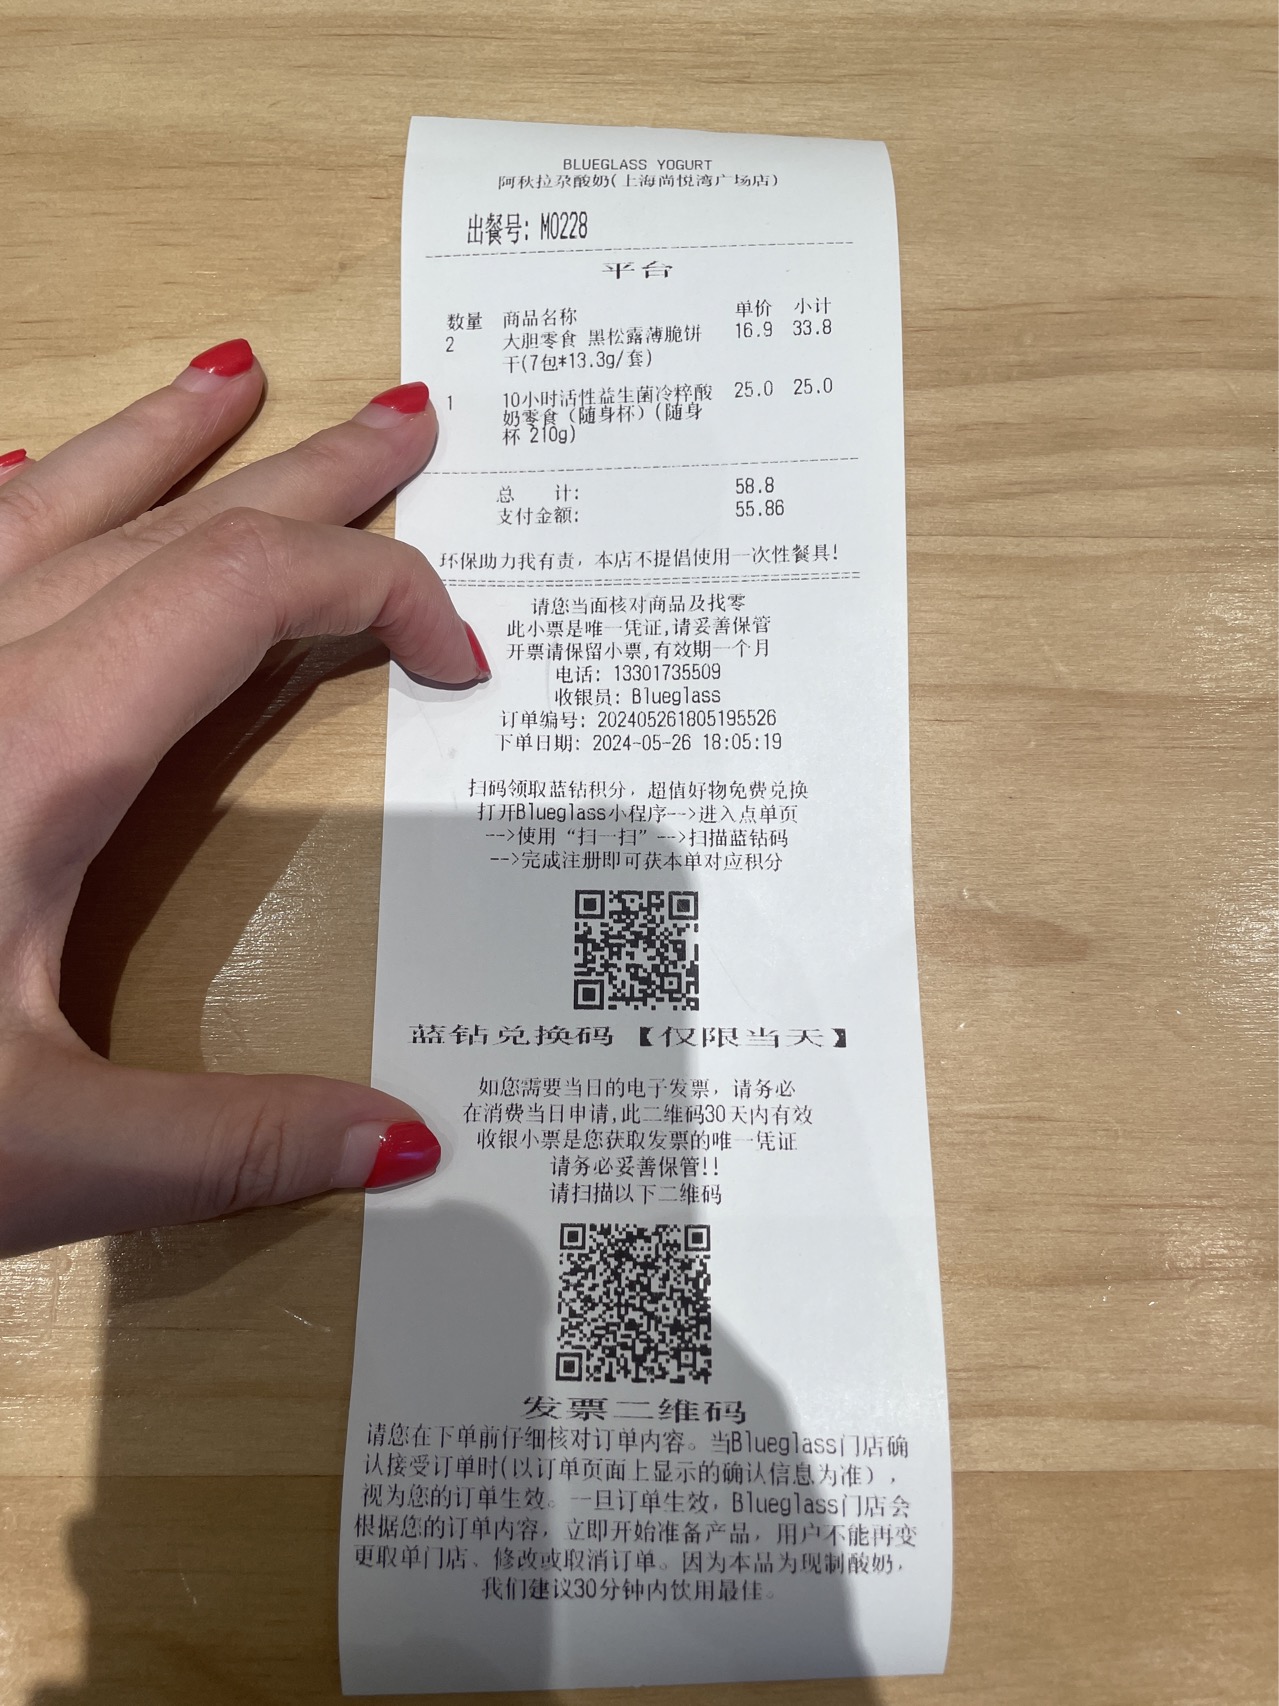 BLUEGLASS YOGURT
阿秋拉尕酸奶(上海尚悦湾广场店)
出餐号: M0228
平台
数量 商品名称 单价 小计
2 大胆零食 黑松露薄脆饼 16.9 33.8
干(7包*13.3g/套)
1 10小时活性益生菌冷粹酸 25.0 25.0
奶零食（随身杯）(随身
杯 210g)
总 计: 58.8
支付金额: 55.86
环保助力我有责，本店不提倡使用一次性餐具!
请您当面核对商品及找零
此小票是唯一凭证,请妥善保管
开票请保留小票,有效期一个月
电话: 13301735509
收银员: Blueglass
订单编号: 202405261805195526
下单日期: 2024-05-26 18:05:19
扫码领取蓝钻积分，超值好物免费兑换
打开Blueglass小程序-->进入点单页
-->使用“扫一扫”-->扫描蓝钻码
-->完成注册即可获本单对应积分
蓝钻兑换码【仅限当天】
如您需要当日的电子发票，请务必
在消费当日申请,此二维码30天内有效
收银小票是您获取发票的唯一凭证
请务必妥善保管!!
请扫描以下二维码
发票二维码
请您在下单前仔细核对订单内容。当Blueglass门店确
认接受订单时(以订单页面上显示的确认信息为准)，
视为您的订单生效。一旦订单生效，Blueglass门店会
根据您的订单内容，立即开始准备产品，用户不能再变
更取单门店、修改或取消订单。因为本品为现制酸奶，
我们建议30分钟内饮用最佳。